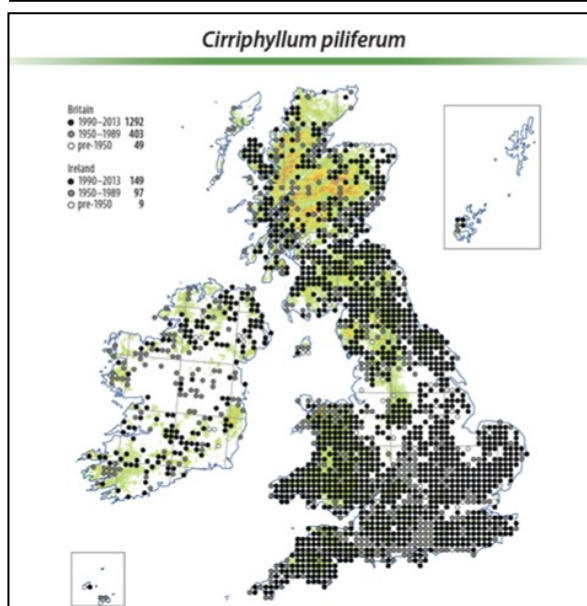 Cirriphyllum piliferum
Britain
1990–2013 1292
1950–1989 403
pre-1950 49
Ireland
1990–2013 149
1950–1989 97
pre-1950 9